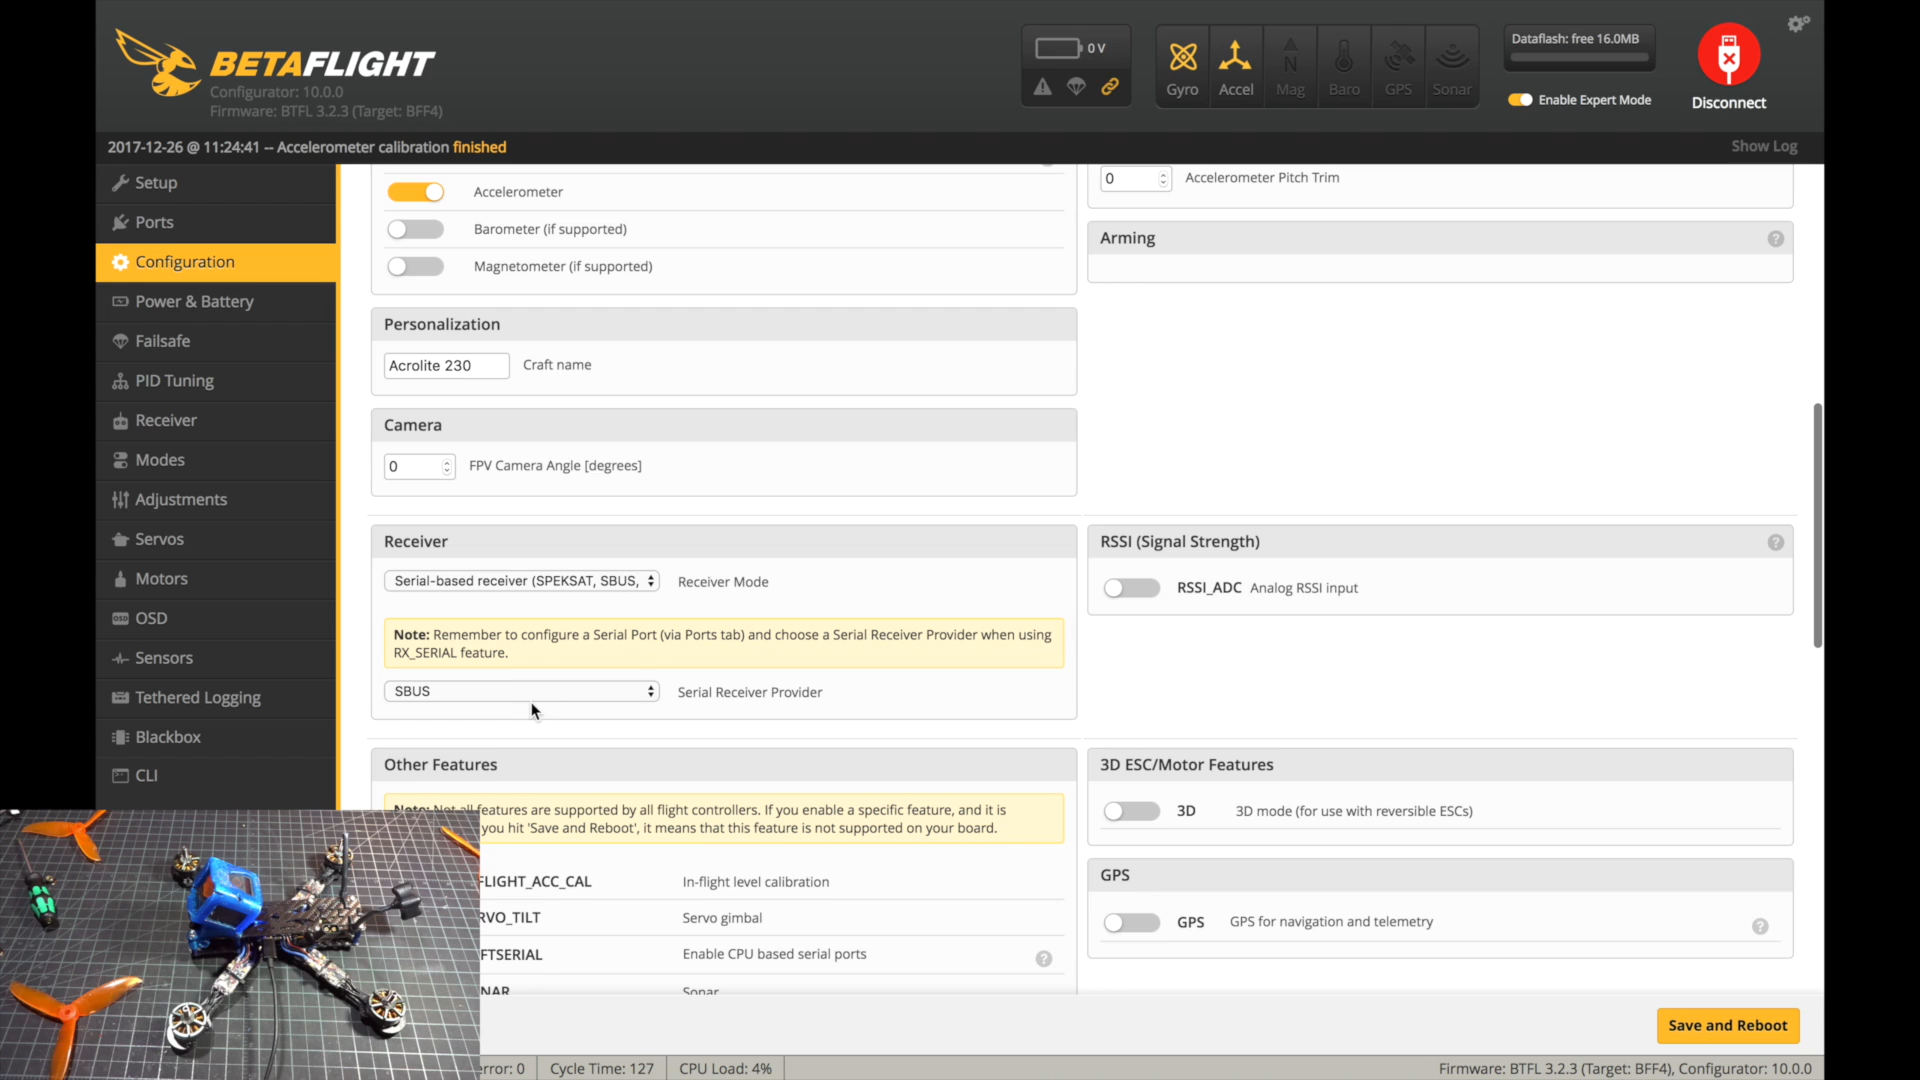 BETAFLIGHT
Configurator: 10.0.0
Firmware: BTFL 3.2.3 (Target: BFF4)
0 V
Gyro
Accel
Mag
Baro
GPS
Sonar
Dataflash: free 16.0MB
Enable Expert Mode
Disconnect
2017-12-26 @ 11:24:41 -- Accelerometer calibration finished
Show Log
Setup
Ports
Configuration
Power & Battery
Failsafe
PID Tuning
Receiver
Modes
Adjustments
Servos
Motors
OSD
Sensors
Tethered Logging
Blackbox
CLI
Accelerometer
Barometer (if supported)
Magnetometer (if supported)
0 Accelerometer Pitch Trim
Arming
Personalization
Acrolite 230 Craft name
Camera
0 FPV Camera Angle [degrees]
Receiver
Serial-based receiver (SPEKSAT, SBUS, Receiver Mode
Note: Remember to configure a Serial Port (via Ports tab) and choose a Serial Receiver Provider when using
RX_SERIAL feature.
SBUS Serial Receiver Provider
RSSI (Signal Strength)
RSSI_ADC Analog RSSI input
Other Features
Note: Not all features are supported by all flight controllers. If you enable a specific feature, and it is
you hit 'Save and Reboot', it means that this feature is not supported on your board.
FLIGHT_ACC_CAL In-flight level calibration
RVO_TILT Servo gimbal
FTSERIAL Enable CPU based serial ports
NAR Sonar
3D ESC/Motor Features
3D 3D mode (for use with reversible ESCs)
GPS
GPS GPS for navigation and telemetry
Save and Reboot
error: 0
Cycle Time: 127
CPU Load: 4%
Firmware: BTFL 3.2.3 (Target: BFF4), Configurator: 10.0.0